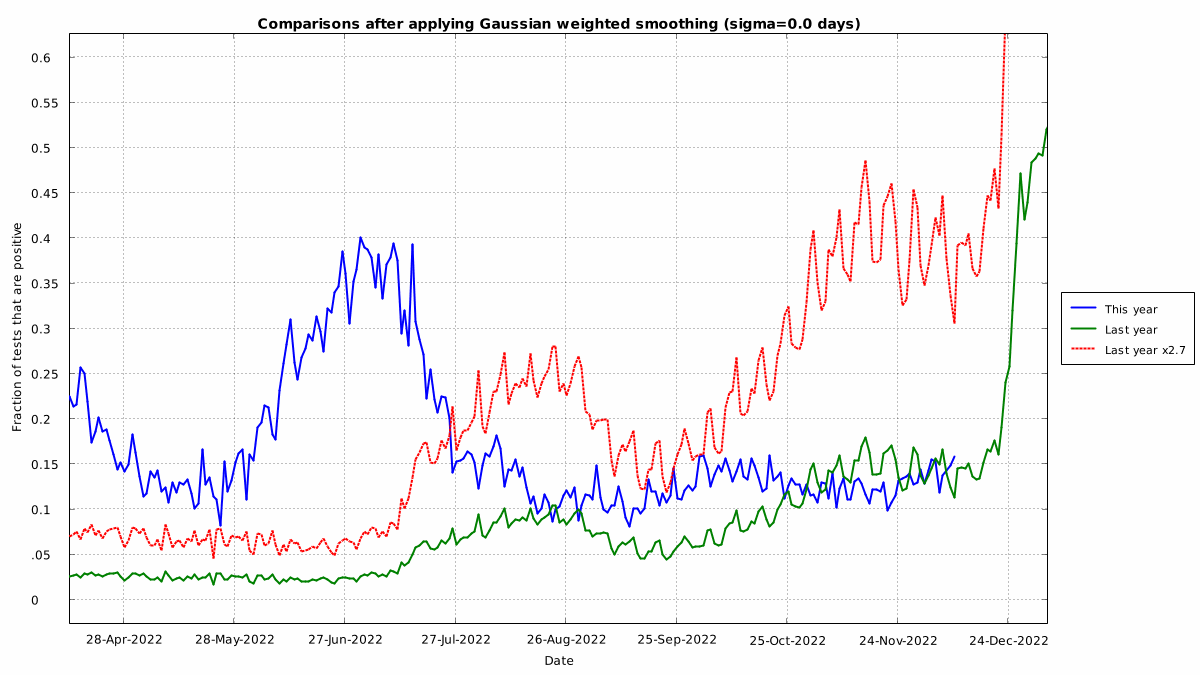 Comparisons after applying Gaussian weighted smoothing (sigma=0.0 days)
0.6
0.55
0.5
0.45
0.4
0.35
0.3
0.25
0.2
0.15
0.1
.05
0
Fraction of tests that are positive
28-Apr-2022
28-May-2022
27-Jun-2022
27-Jul-2022
26-Aug-2022
25-Sep-2022
25-Oct-2022
24-Nov-2022
24-Dec-2022
Date
This year
Last year
Last year x2.7